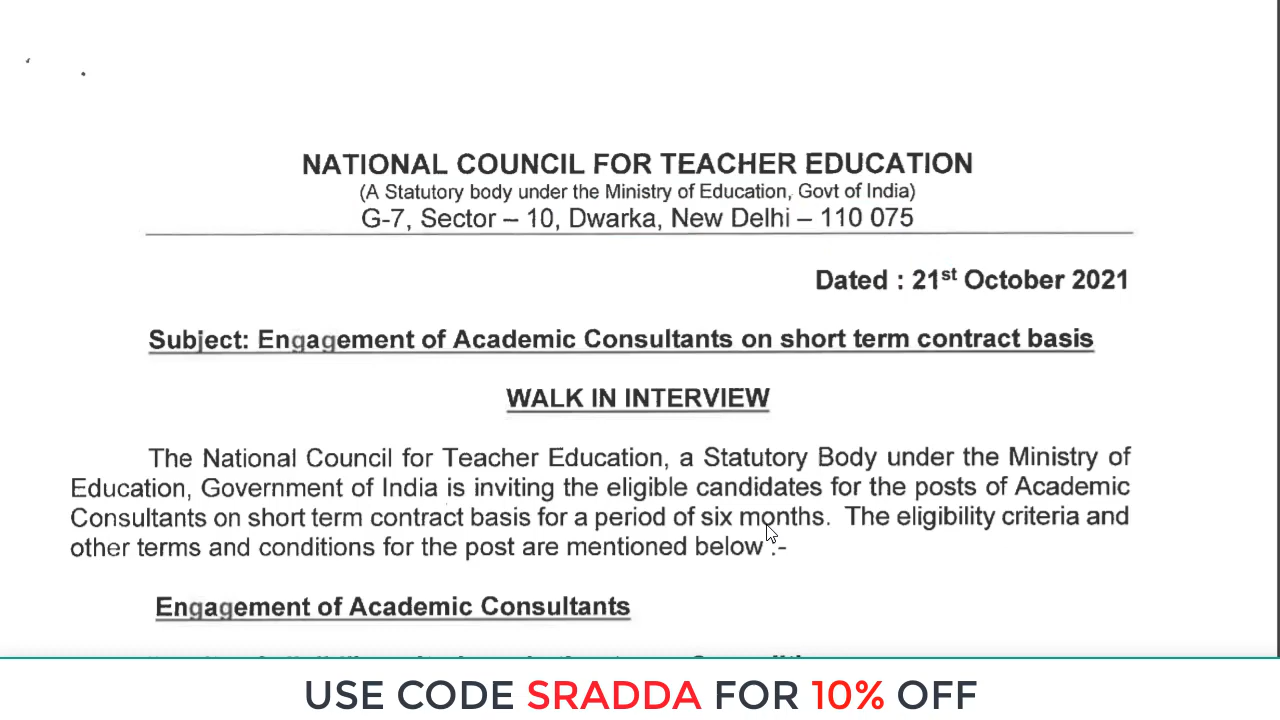 NATIONAL COUNCIL FOR TEACHER EDUCATION
(A Statutory body under the Ministry of Education, Govt of India)
G-7, Sector – 10, Dwarka, New Delhi – 110 075
Dated : 21st October 2021
Subject: Engagement of Academic Consultants on short term contract basis
WALK IN INTERVIEW
The National Council for Teacher Education, a Statutory Body under the Ministry of
Education, Government of India is inviting the eligible candidates for the posts of Academic
Consultants on short term contract basis for a period of six months. The eligibility criteria and
other terms and conditions for the post are mentioned below :-
Engagement of Academic Consultants
USE CODE SRADDA FOR 10% OFF